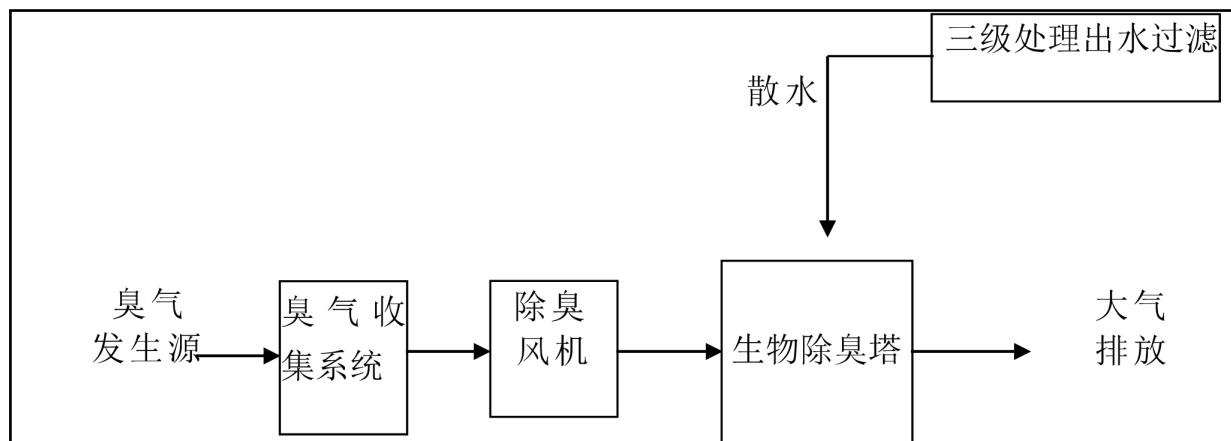 三级处理出水过滤
散水
臭气
发生源
臭气收
集系统
除臭
风机
生物除臭塔
大气
排放